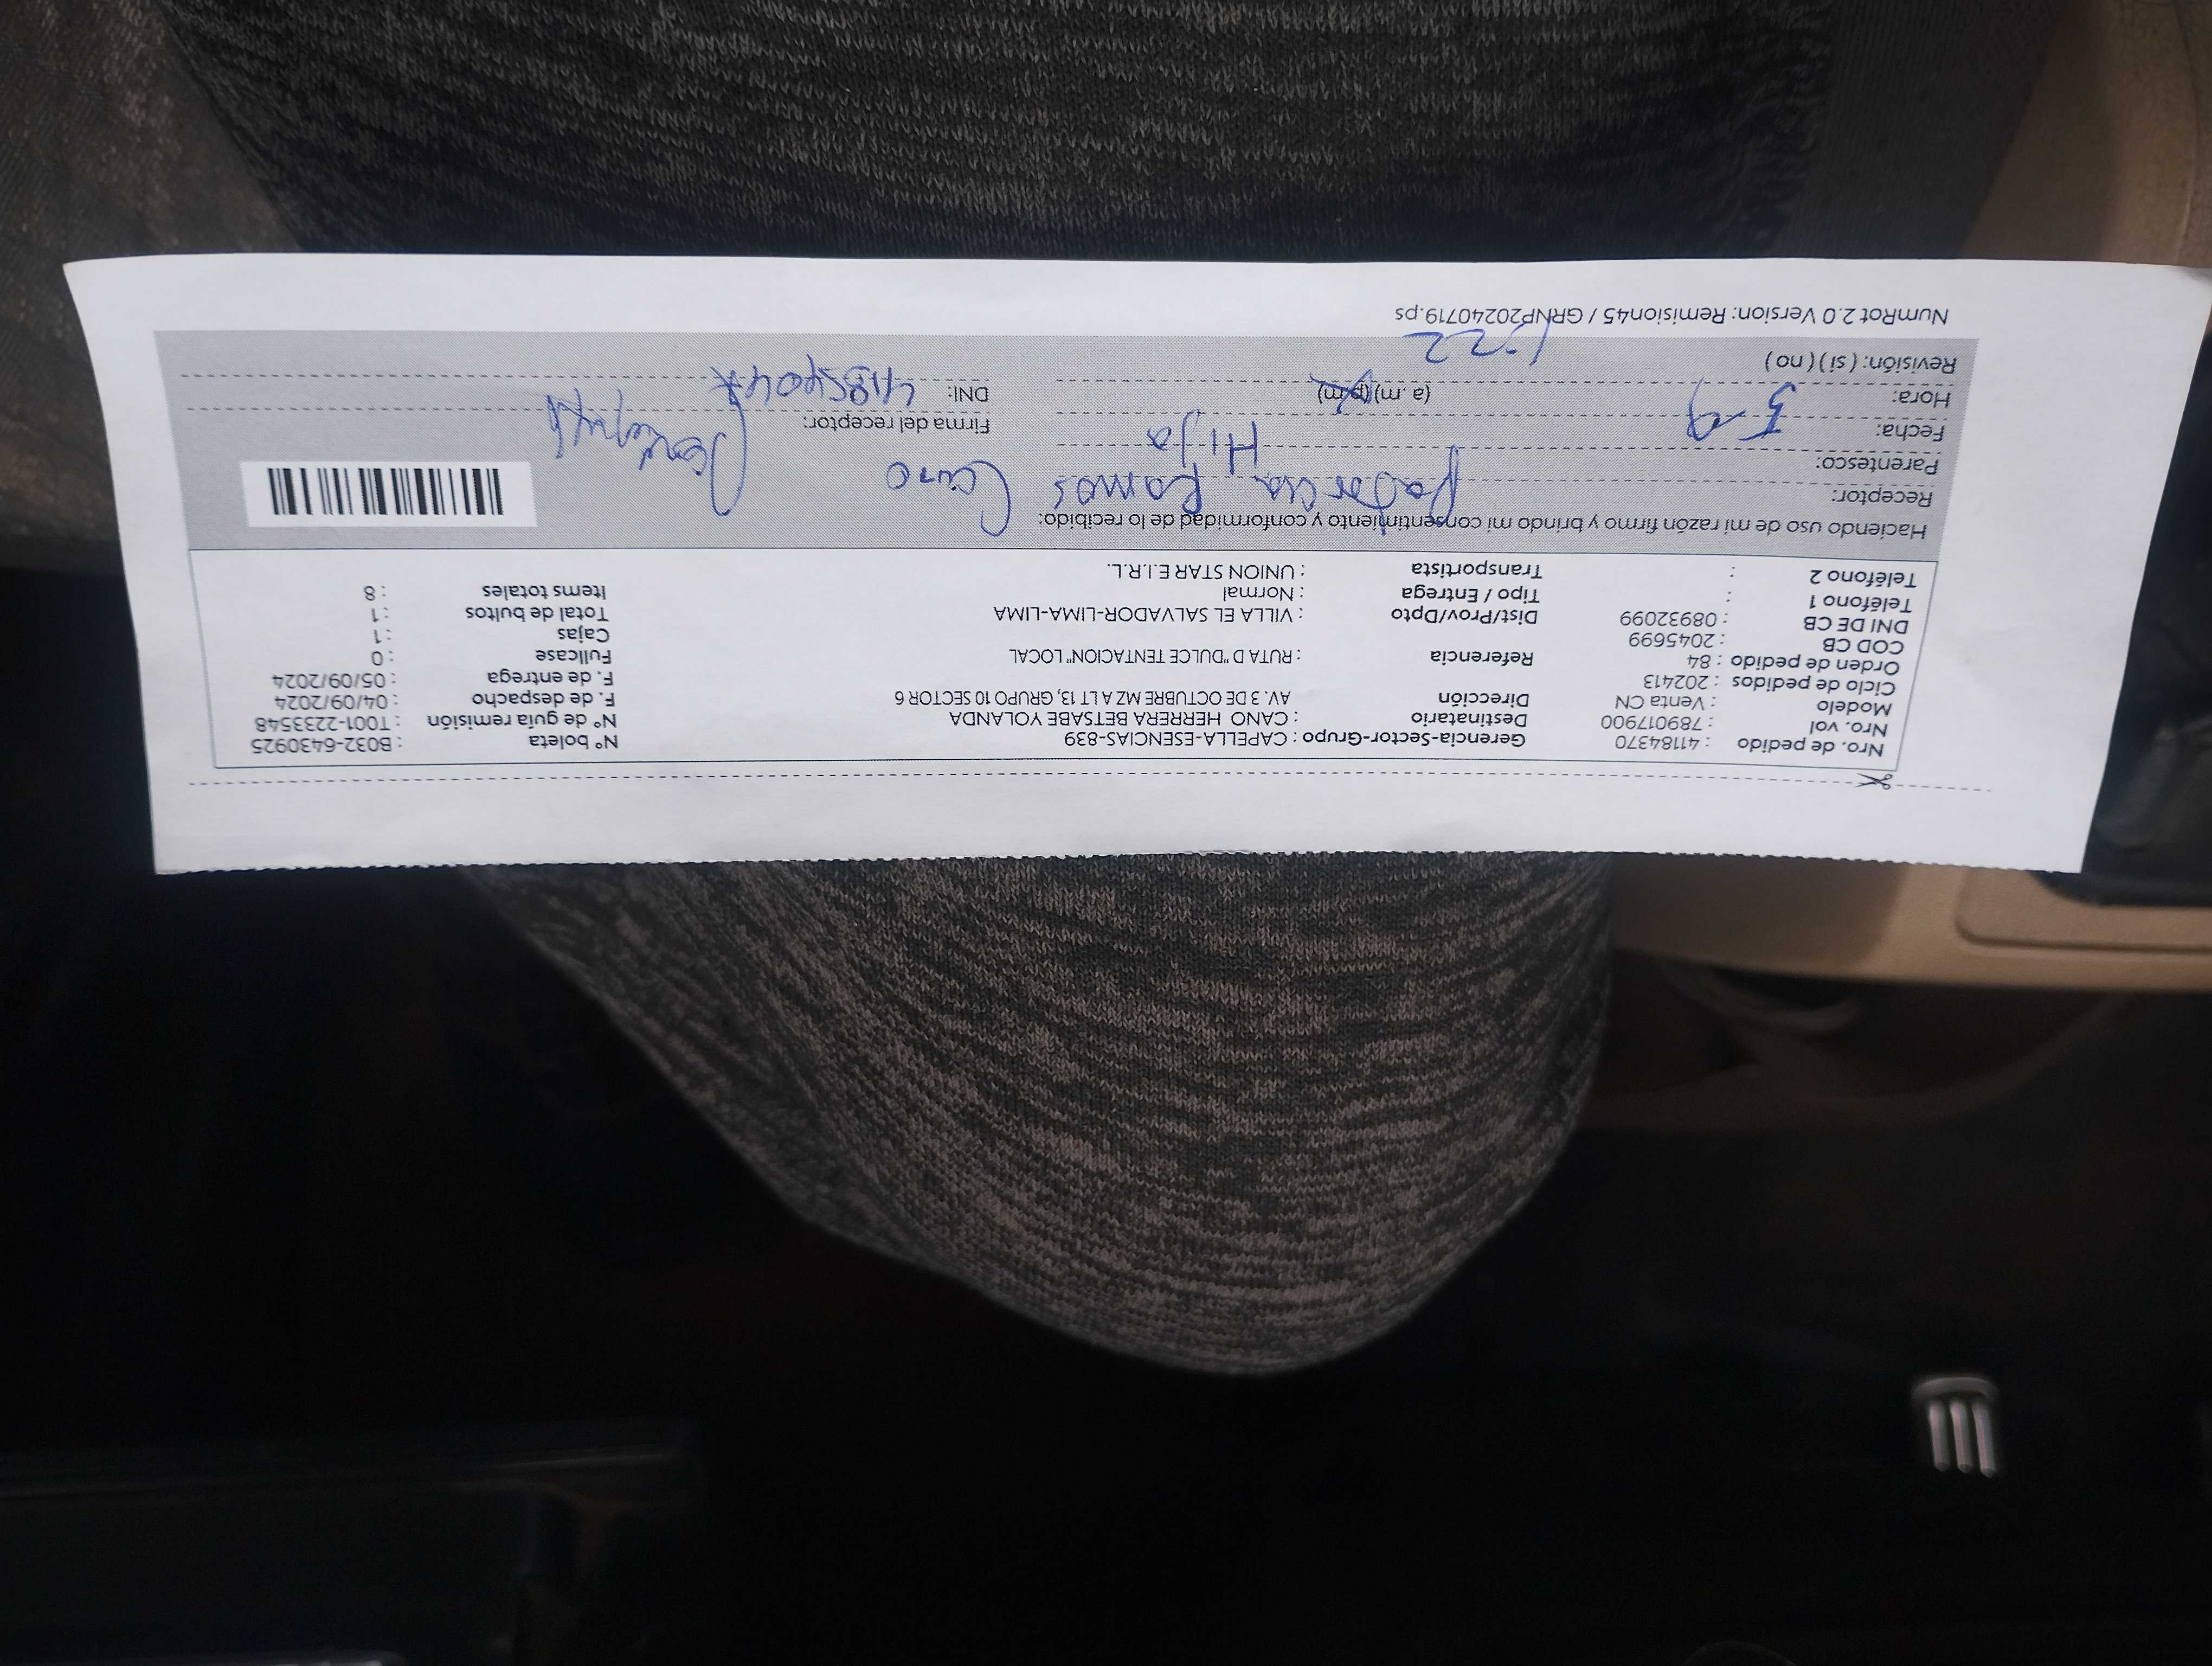 Nro. de pedido : 41184370 Gerencia-Sector-Grupo : CAPELLA-ESENCIAS-839 N° boleta : B032-6430925
Nro. vol : 789017900 Destinatario : CANO HERRERA BETSABE YOLANDA N° de guía remisión : T001-2233548
Modelo : Venta CN Dirección AV. 3 DE OCTUBRE MZ A LT 13, GRUPO 10 SECTOR 6 F. de despacho : 04/09/2024
Ciclo de pedidos : 202413 F. de entrega : 05/09/2024
Orden de pedido : 84 Referencia : RUTA D "DULCE TENTACION" LOCAL Fullcase : 0
COD CB : 2045699 Cajas : 1
DNI DE CB : 08932099 Dist/Prov/Dpto : VILLA EL SALVADOR-LIMA-LIMA Total de bultos : 1
Teléfono 1 : Tipo / Entrega : Normal Items totales : 8
Teléfono 2 : Transportista : UNION STAR E.I.R.L.
Haciendo uso de mi razón firmo y brindo mi consentimiento y conformidad de lo recibido:
Receptor: Ramos Cano
Parentesco: Hija
Fecha: 5-9 Firma del receptor:
Hora: (a .m) (p.m) DNI:
1:22
Revisión: ( si ) ( no )
NumRot 2.0 Version: Remision45 / GRNP20240719.ps